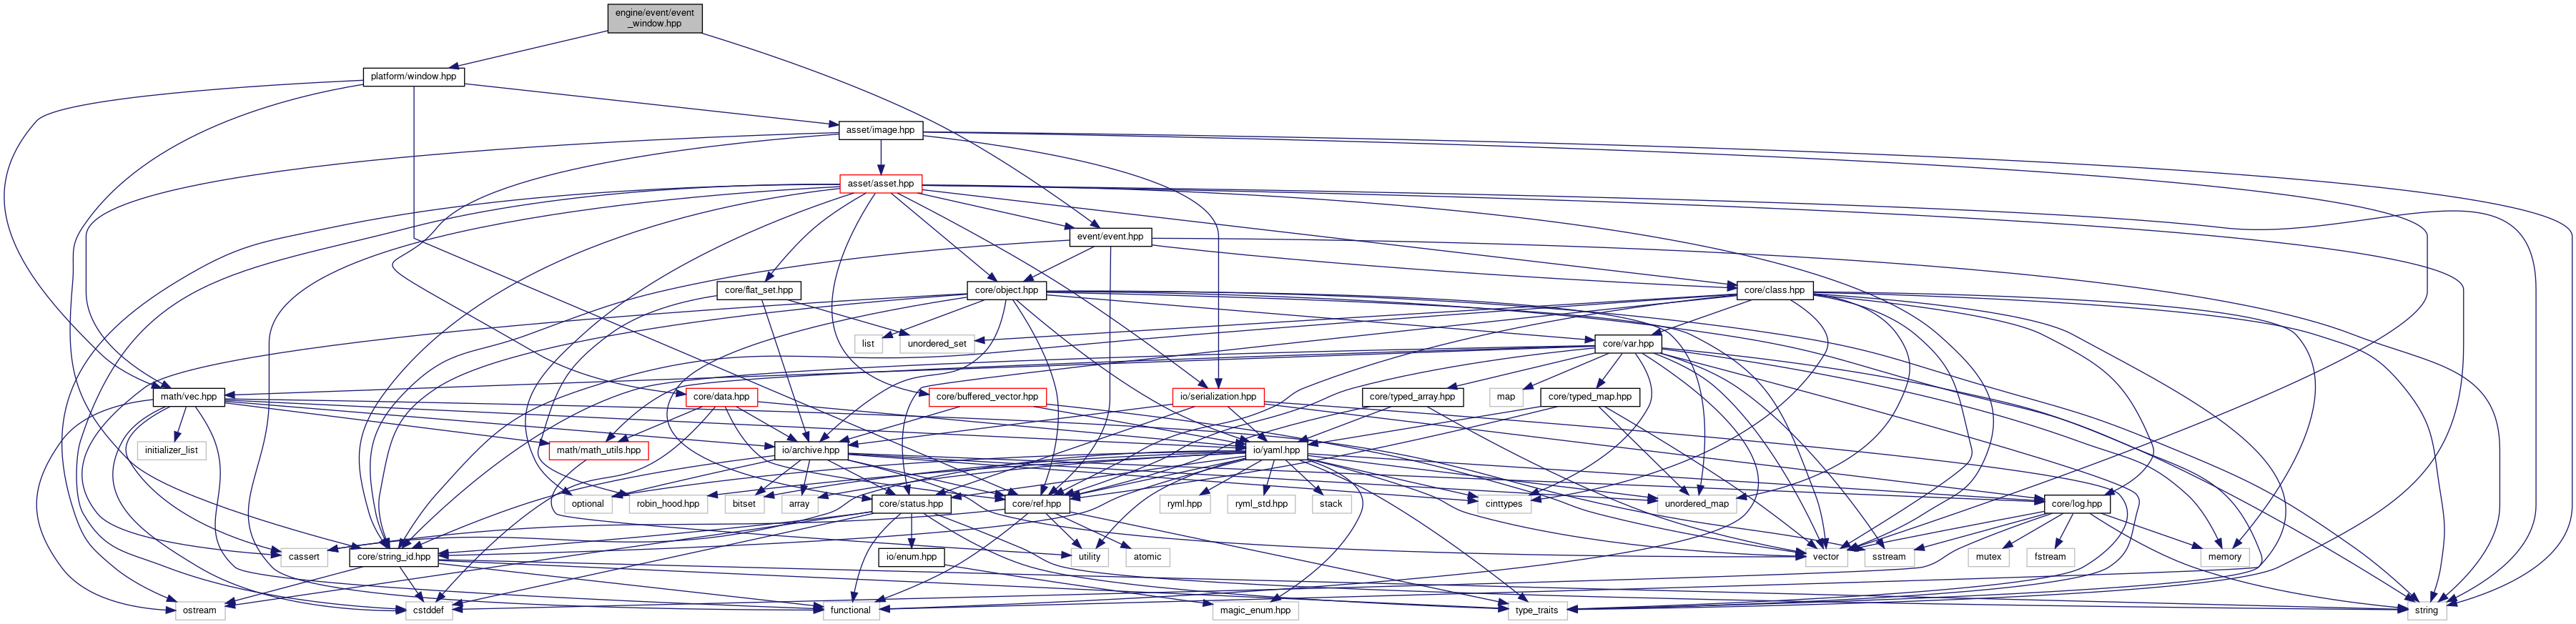 engine/event/event
_window.hpp
platform/window.hpp
asset/image.hpp
asset/asset.hpp
event/event.hpp
core/flat_set.hpp
core/object.hpp
core/class.hpp
list
unordered_set
core/var.hpp
math/vec.hpp
core/data.hpp
core/buffered_vector.hpp
io/serialization.hpp
core/typed_array.hpp
map
core/typed_map.hpp
initializer_list
math/math_utils.hpp
io/archive.hpp
io/yaml.hpp
optional
robin_hood.hpp
bitset
array
core/status.hpp
core/ref.hpp
ryml.hpp
ryml_std.hpp
stack
cinttypes
unordered_map
core/log.hpp
cassert
core/string_id.hpp
io/enum.hpp
utility
atomic
vector
sstream
mutex
fstream
memory
ostream
cstddef
functional
magic_enum.hpp
type_traits
string